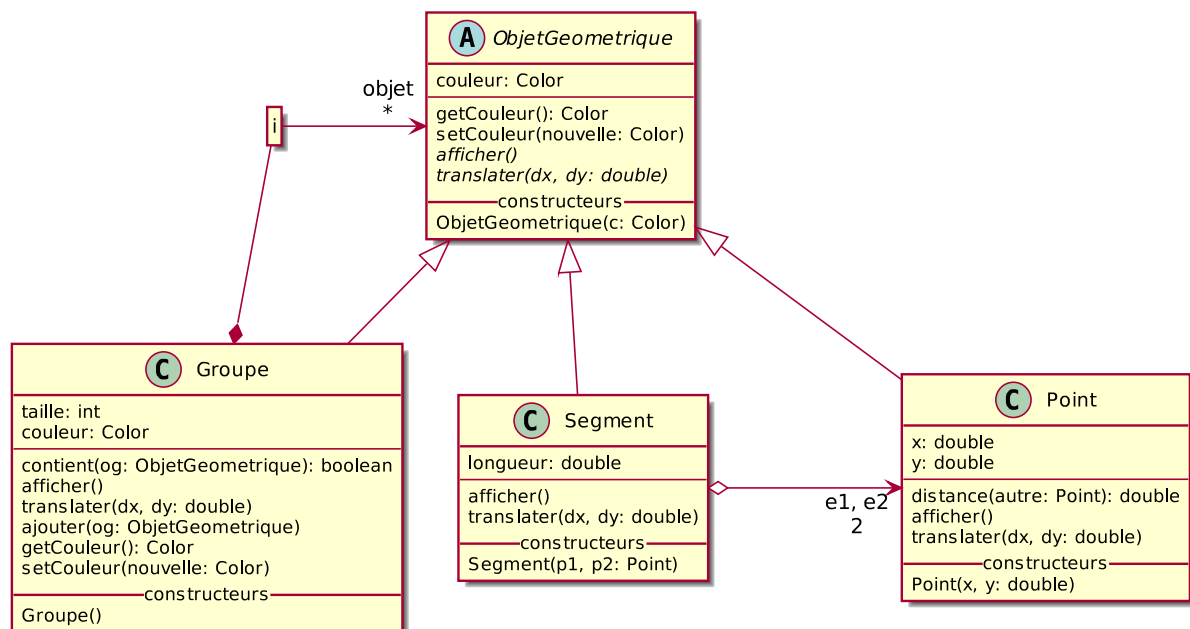 A ObjetGeometrique
couleur: Color
getCouleur(): Color
setCouleur(nouvelle: Color)
afficher()
translater(dx, dy: double)
constructeurs
ObjetGeometrique(c: Color)
objet
*
i
C Groupe
taille: int
couleur: Color
contient(og: ObjetGeometrique): boolean
afficher()
translater(dx, dy: double)
ajouter(og: ObjetGeometrique)
getCouleur(): Color
setCouleur(nouvelle: Color)
constructeurs
Groupe()
C Segment
longueur: double
afficher()
translater(dx, dy: double)
constructeurs
Segment(p1, p2: Point)
e1, e2
2
C Point
x: double
y: double
distance(autre: Point): double
afficher()
translater(dx, dy: double)
constructeurs
Point(x, y: double)